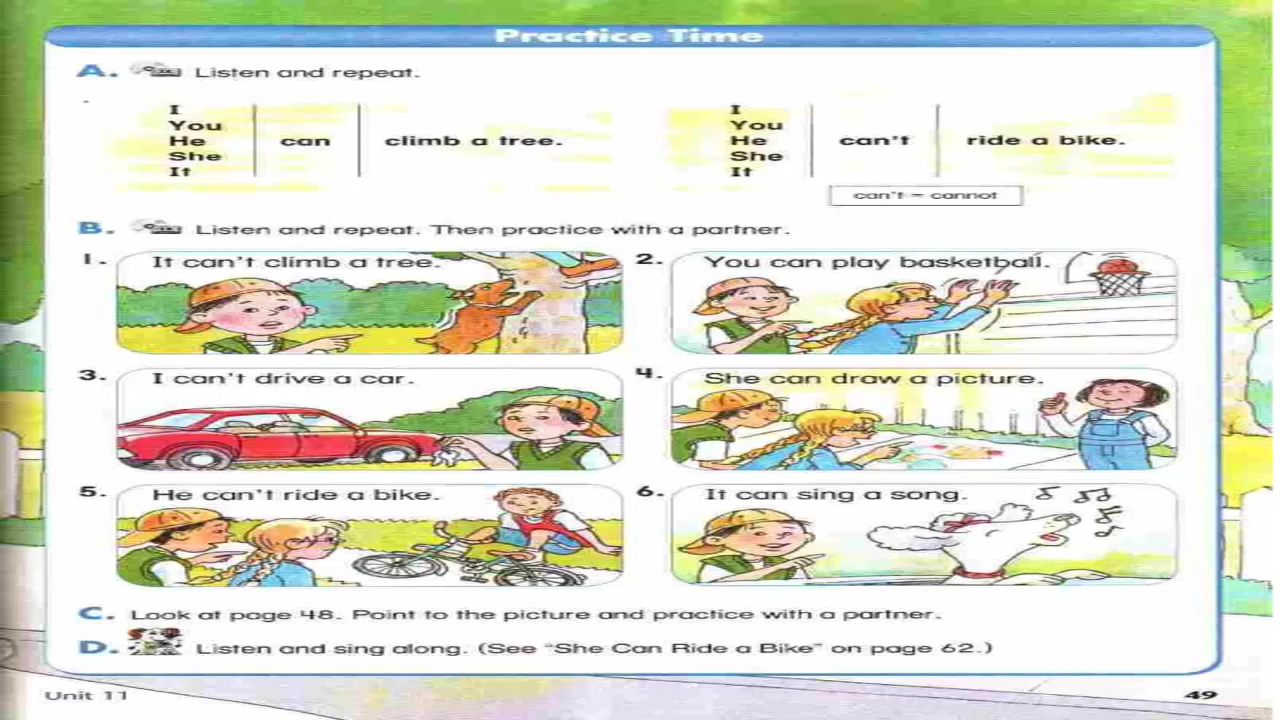 Practice Time
A. Listen and repeat.
I
You
He
She
It
can
climb a tree.
I
You
He
She
It
can't
ride a bike.
can't = cannot
B. Listen and repeat. Then practice with a partner.
1. It can't climb a tree.
2. You can play basketball.
3. I can't drive a car.
4. She can draw a picture.
5. He can't ride a bike.
6. It can sing a song.
C. Look at page 48. Point to the picture and practice with a partner.
D. Listen and sing along. (See "She Can Ride a Bike" on page 62.)
Unit 11
49